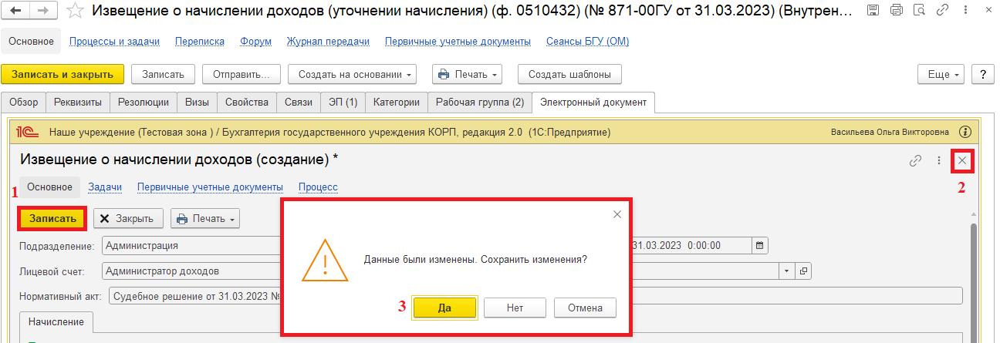 Извещение о начислении доходов (уточнении начисления) (ф. 0510432) (№ 871-00ГУ от 31.03.2023) (Внутрен…
Основное Процессы и задачи Переписка Форум Журнал передачи Первичные учетные документы Сеансы БГУ (ОМ)
Записать и закрыть Записать Отправить... Создать на основании Печать Создать шаблоны Еще ?
Обзор Реквизиты Резолюции Визы Свойства Связи ЭП (1) Категории Рабочая группа (2) Электронный документ
1С Наше учреждение (Тестовая зона ) / Бухгалтерия государственного учреждения КОРП, редакция 2.0 (1С:Предприятие) Васильева Ольга Викторовна
Извещение о начислении доходов (создание) *
1 Основное Задачи Первичные учетные документы Процесс 2
Записать Закрыть Печать
Подразделение: Администрация 31.03.2023 0:00:00
Данные были изменены. Сохранить изменения?
Лицевой счет: Администратор доходов
Нормативный акт: Судебное решение от 31.03.2023 №
3 Да Нет Отмена
Начисление